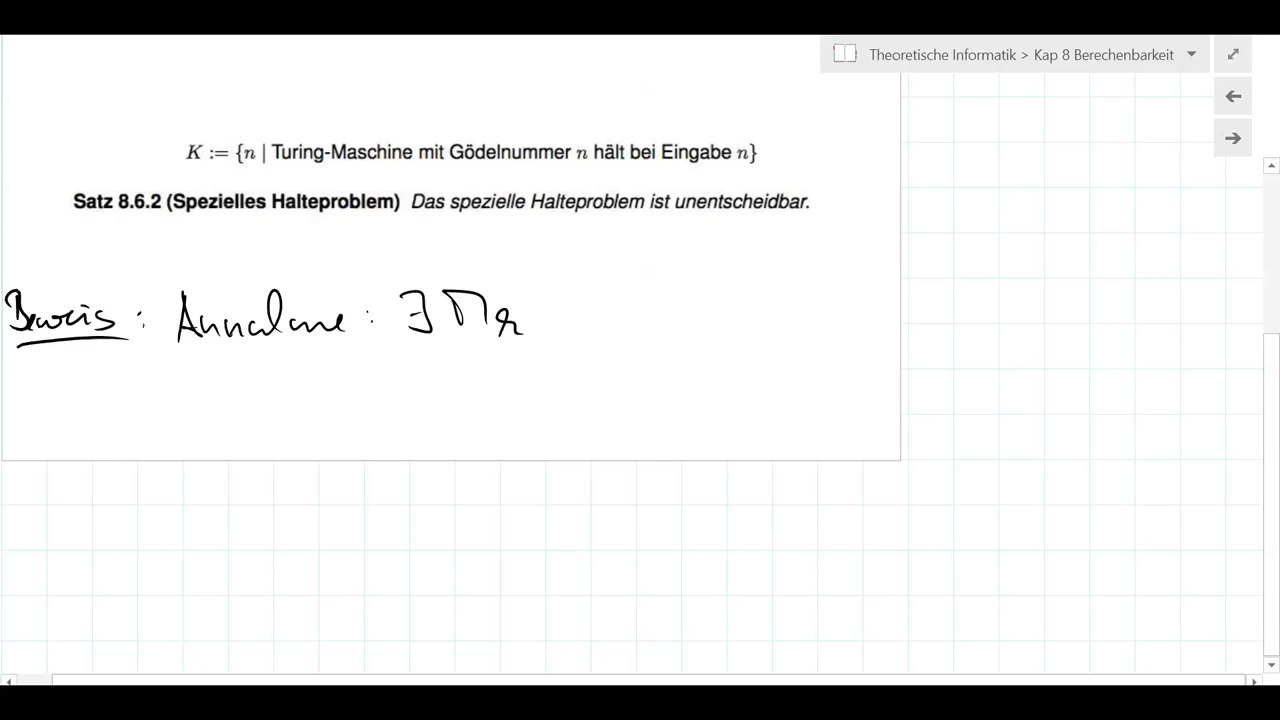 Theoretische Informatik > Kap 8 Berechenbarkeit
K := {n | Turing-Maschine mit Gödelnummer n hält bei Eingabe n}
Satz 8.6.2 (Spezielles Halteproblem) Das spezielle Halteproblem ist unentscheidbar.
Beweis : Annahme : ∃